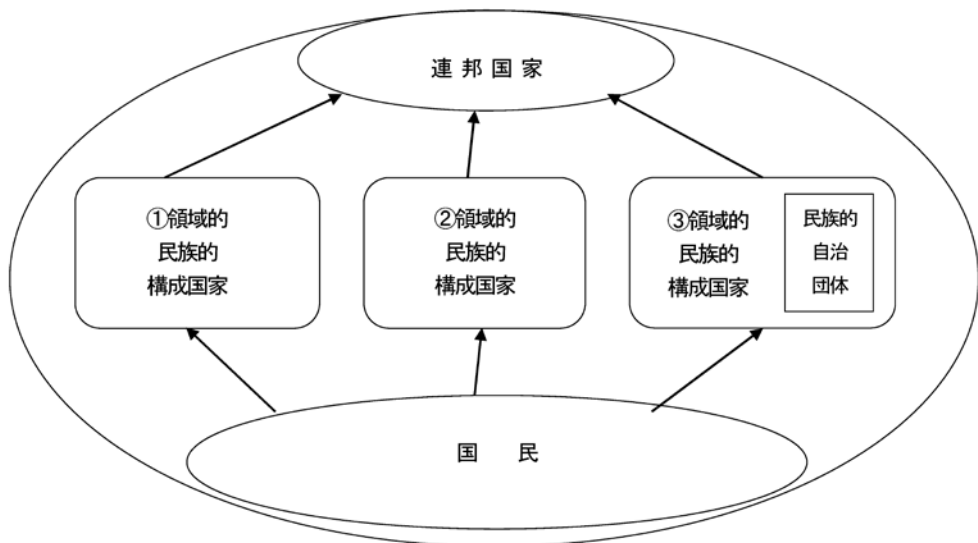 連邦国家
①領域的
民族的
構成国家
②領域的
民族的
構成国家
③領域的
民族的
構成国家
民族的
自治
団体
国民